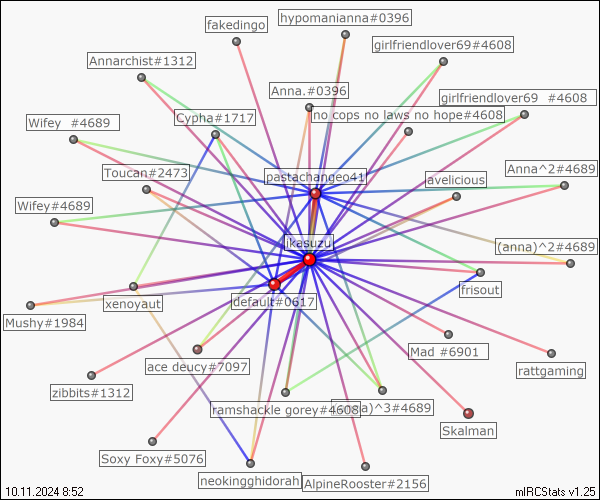 hypomanianna#0396
fakedingo
girlfriendlover69#4608
Annarchist#1312
Anna.#0396
girlfriendlover69 #4608
Cypha#1717
no cops no laws no hope#4608
Wifey #4689
Toucan#2473
pastachangeo41
avelicious
Anna^2#4689
Wifey#4689
jkasuzu
(anna)^2#4689
frisout
xenoyaut
default#0617
Mushy#1984
Mad #6901
ace deucy#7097
rattgaming
zibbits#1312
ramshackle gorey#4608
)^3#4689
Skalman
Soxy Foxy#5076
neokingghidorah
AlpineRooster#2156
10.11.2024 8:52
mIRCStats v1.25